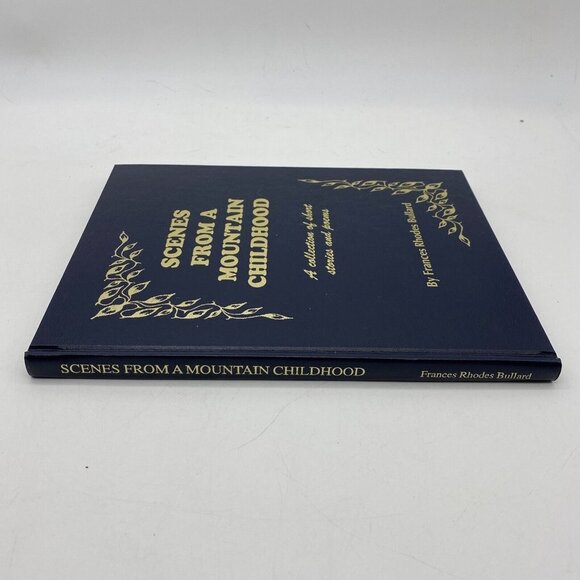 SCENES
FROM A
MOUNTAIN
CHILDHOOD
A collection of short
stories and poems
By Frances Rhodes Bullard
SCENES FROM A MOUNTAIN CHILDHOOD
Frances Rhodes Bullard